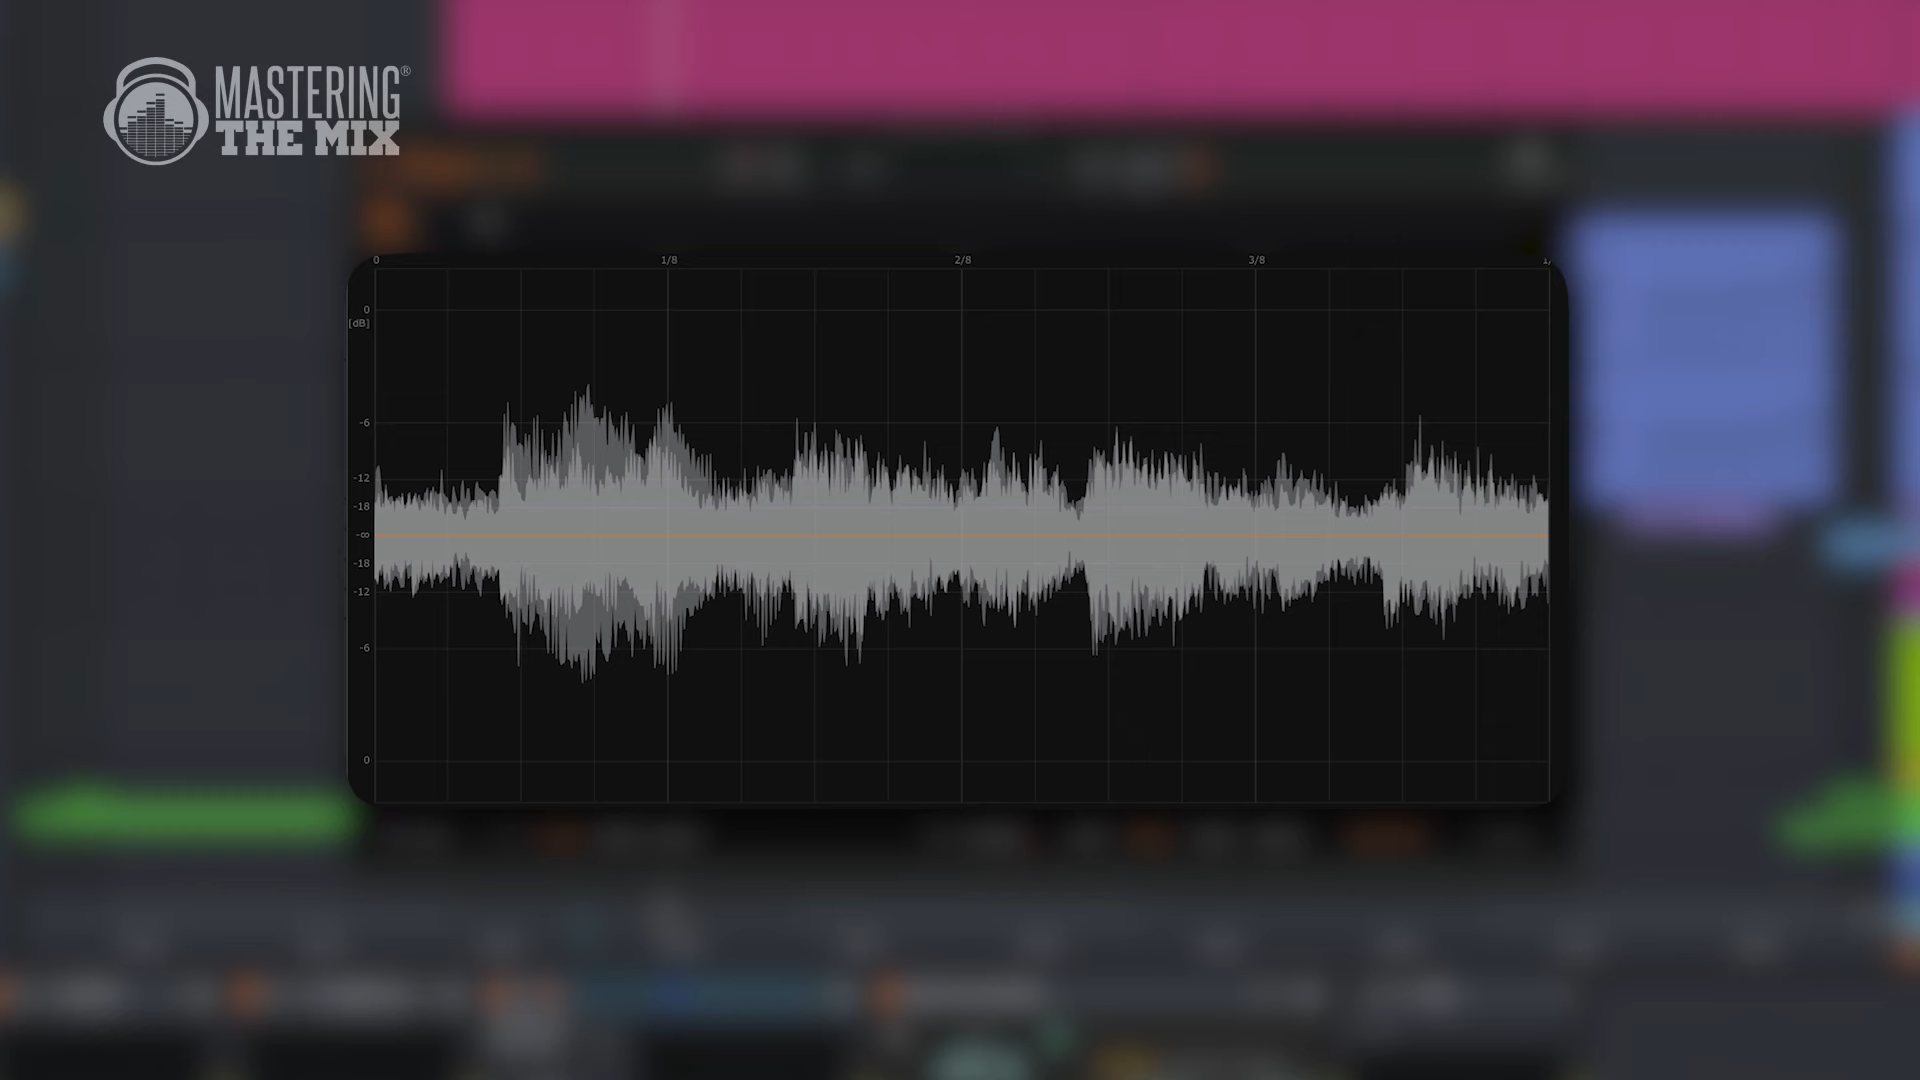 MASTERING®
THE MIX
0 1/8 2/8 3/8 1/
0
[dB]
-6
-12
-18
-∞
-18
-12
-6
0